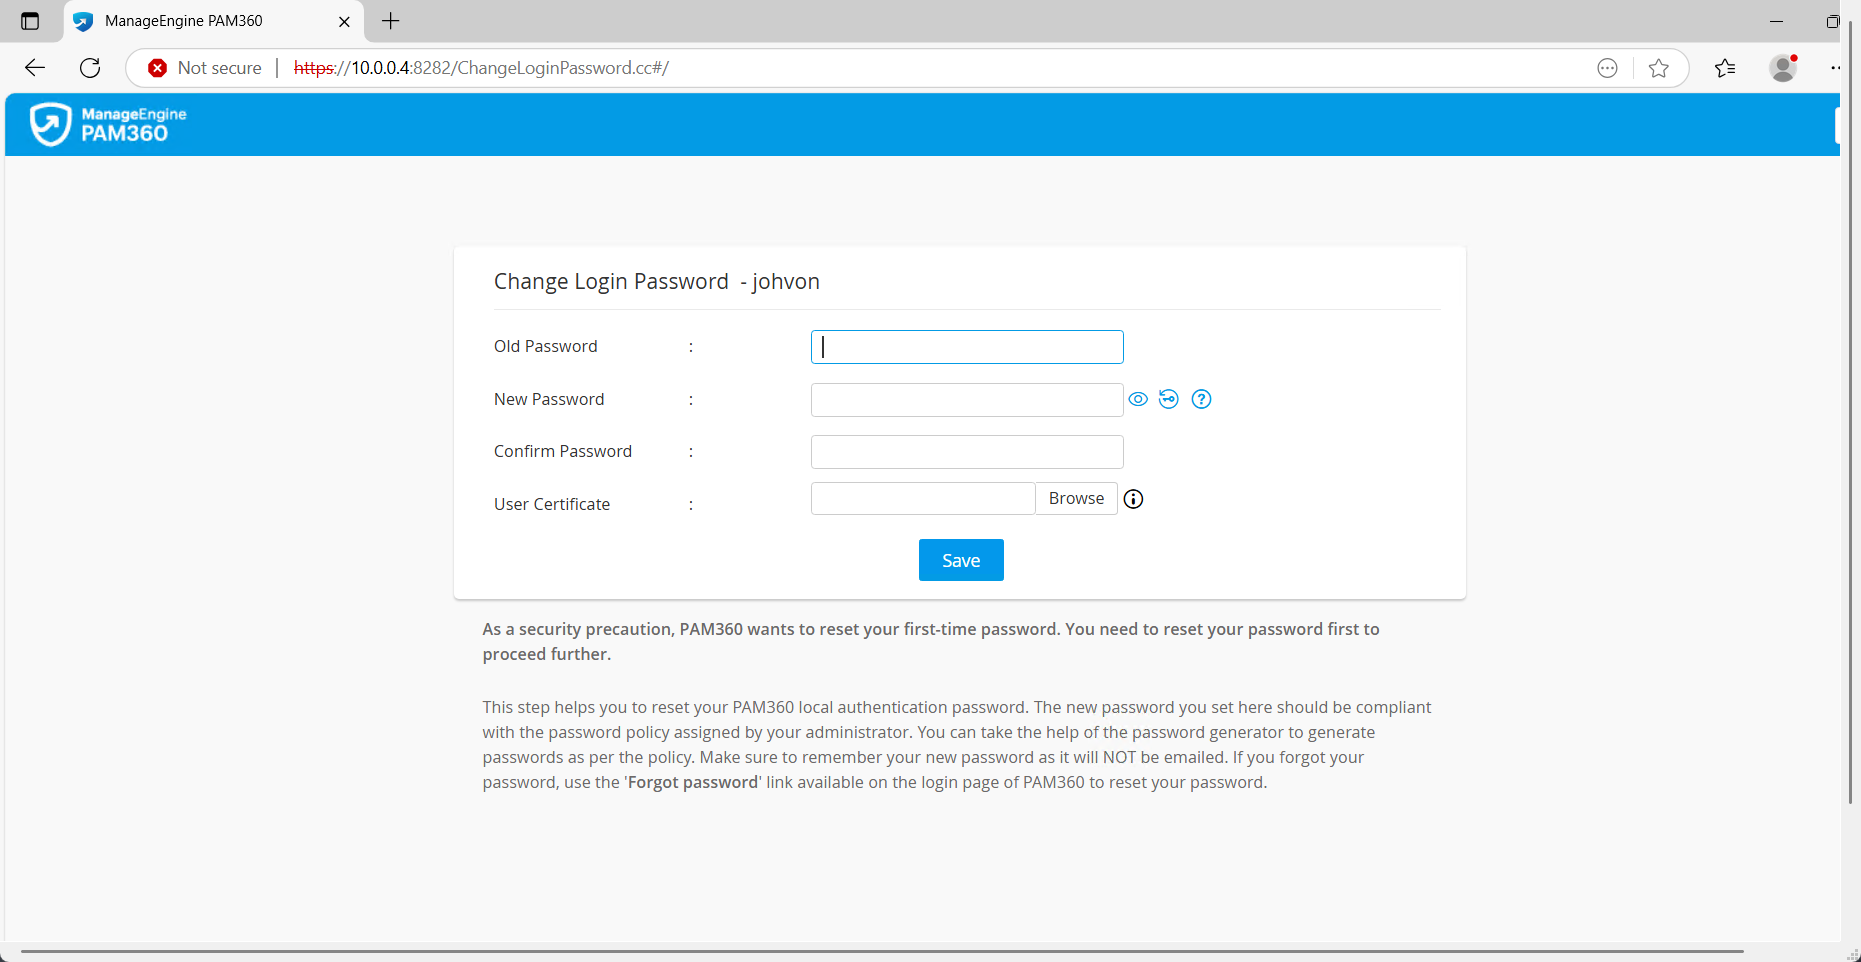 ManageEngine PAM360
Not secure https://10.0.0.4:8282/ChangeLoginPassword.cc#/
ManageEngine
PAM360
Change Login Password - johvon
Old Password :
New Password :
Confirm Password :
User Certificate : Browse
Save
As a security precaution, PAM360 wants to reset your first-time password. You need to reset your password first to
proceed further.
This step helps you to reset your PAM360 local authentication password. The new password you set here should be compliant
with the password policy assigned by your administrator. You can take the help of the password generator to generate
passwords as per the policy. Make sure to remember your new password as it will NOT be emailed. If you forgot your
password, use the 'Forgot password' link available on the login page of PAM360 to reset your password.